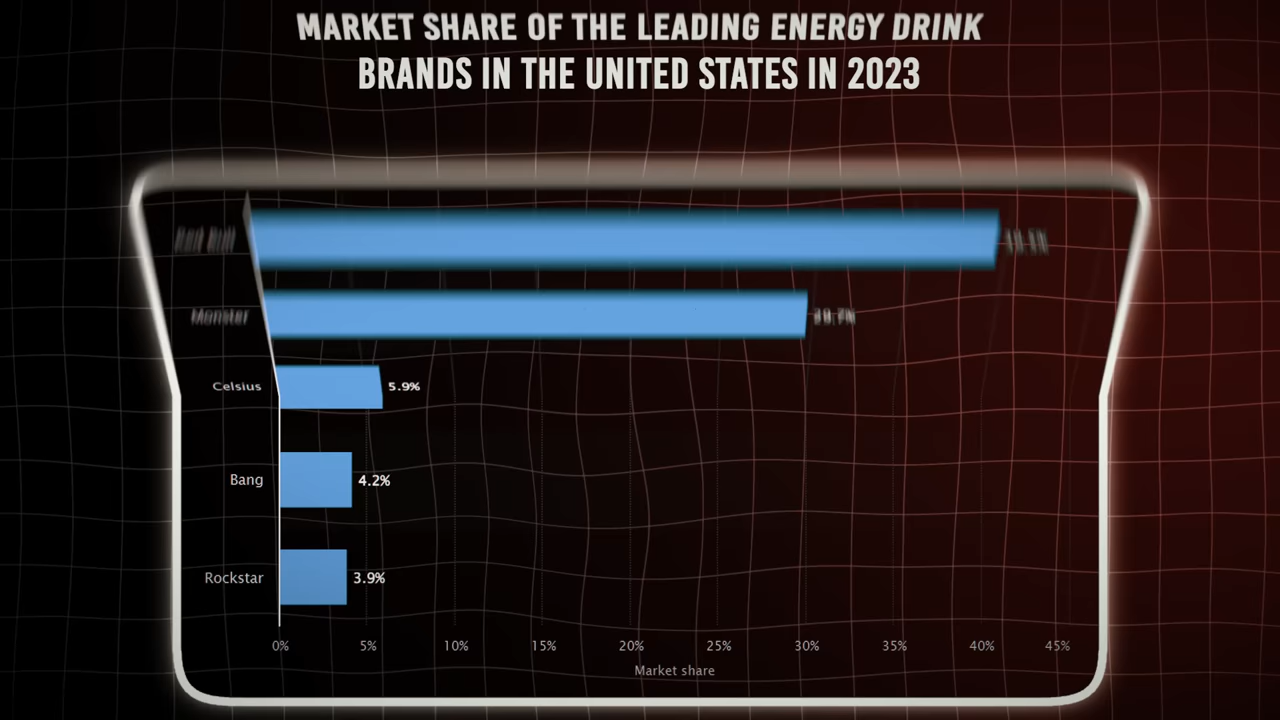 MARKET SHARE OF THE LEADING ENERGY DRINK
BRANDS IN THE UNITED STATES IN 2023
Monster
Celsius 5.9%
Bang 4.2%
Rockstar 3.9%
0% 5% 10% 15% 20% 25% 30% 35% 40% 45%
Market share